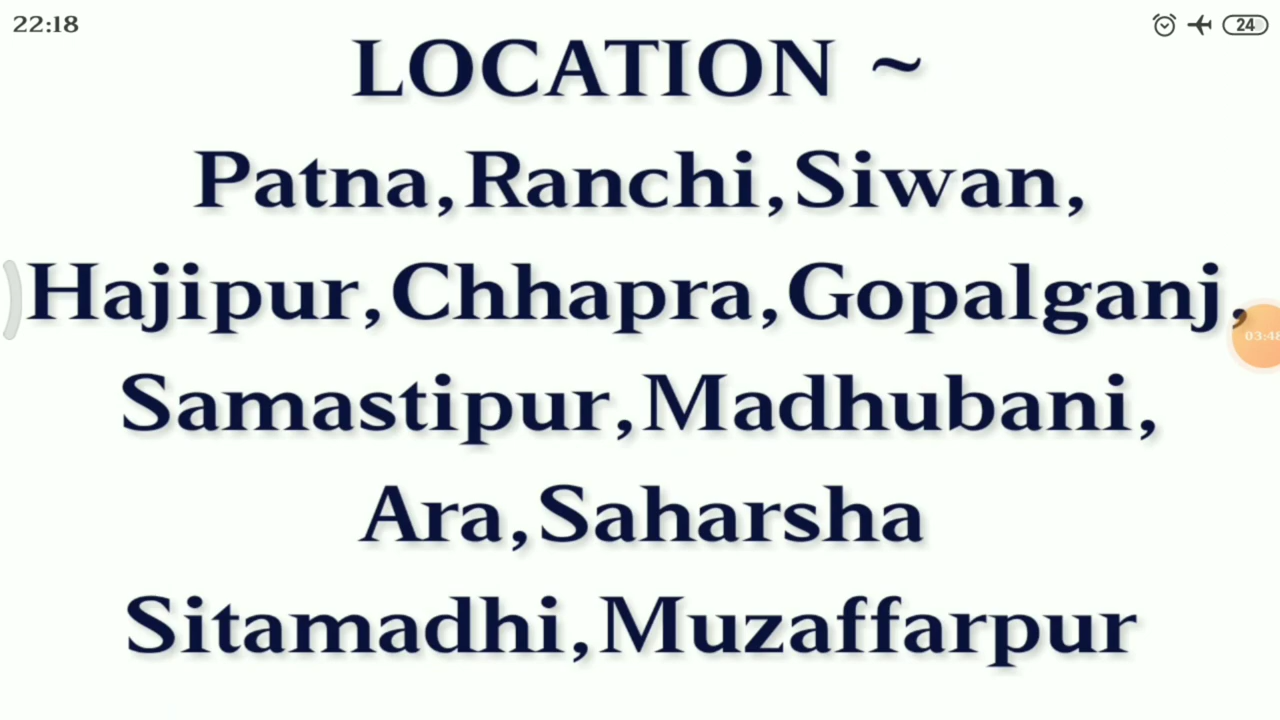 22:18
24
LOCATION ~
Patna,Ranchi,Siwan,
Hajipur,Chhapra,Gopalganj,
03:48
Samastipur,Madhubani,
Ara,Saharsha
Sitamadhi,Muzaffarpur